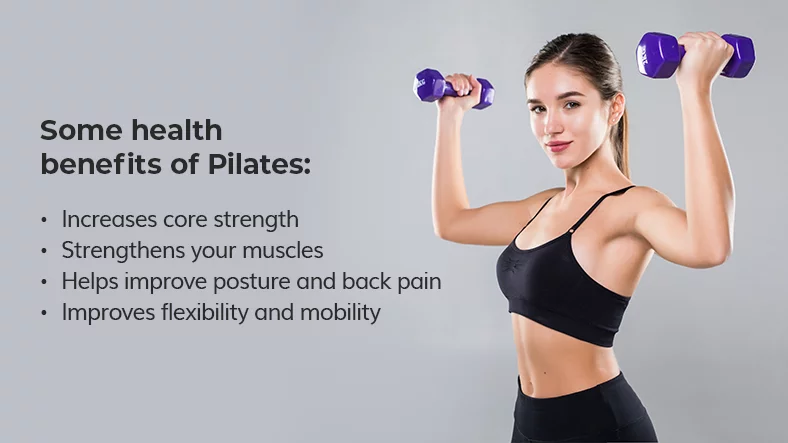 Some health
benefits of Pilates:
• Increases core strength
• Strengthens your muscles
• Helps improve posture and back pain
• Improves flexibility and mobility